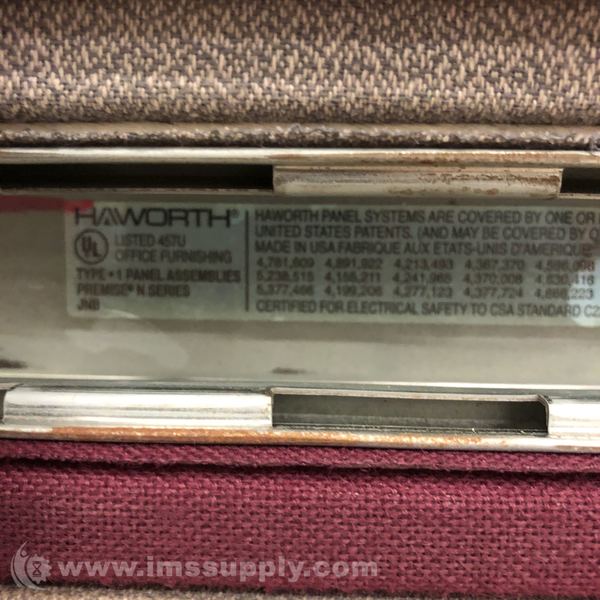 HAWORTH®
UL
LISTED 457U
OFFICE FURNISHING
TYPE • 1 PANEL ASSEMBLIES
PREMISE® N SERIES
JNB
HAWORTH PANEL SYSTEMS ARE COVERED BY ONE OR
UNITED STATES PATENTS. (AND MAY BE COVERED BY
MADE IN USA FABRIQUE AUX ETATS-UNIS D'AMERIQUE
4,781,609 4,891,922 4,213,493 4,367,370
5,238,515 4,155,211 4,241,965 4,370,008
5,377,466 4,199,206 4,277,123 4,377,724
CERTIFIED FOR ELECTRICAL SAFETY TO CSA STANDARD C2
www.imssupply.com/